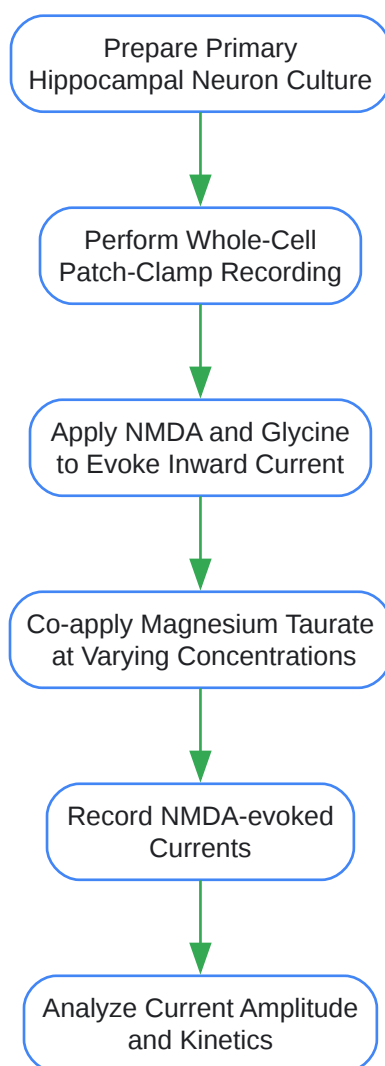 Prepare Primary
Hippocampal Neuron Culture
Perform Whole-Cell
Patch-Clamp Recording
Apply NMDA and Glycine
to Evoke Inward Current
Co-apply Magnesium Taurate
at Varying Concentrations
Record NMDA-evoked
Currents
Analyze Current Amplitude
and Kinetics